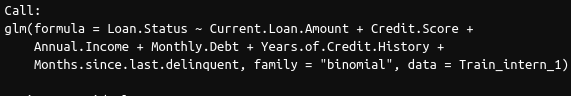 Call:
glm(formula = Loan.Status ~ Current.Loan.Amount + Credit.Score +
    Annual.Income + Monthly.Debt + Years.of.Credit.History +
    Months.since.last.delinquent, family = "binomial", data = Train_intern_1)